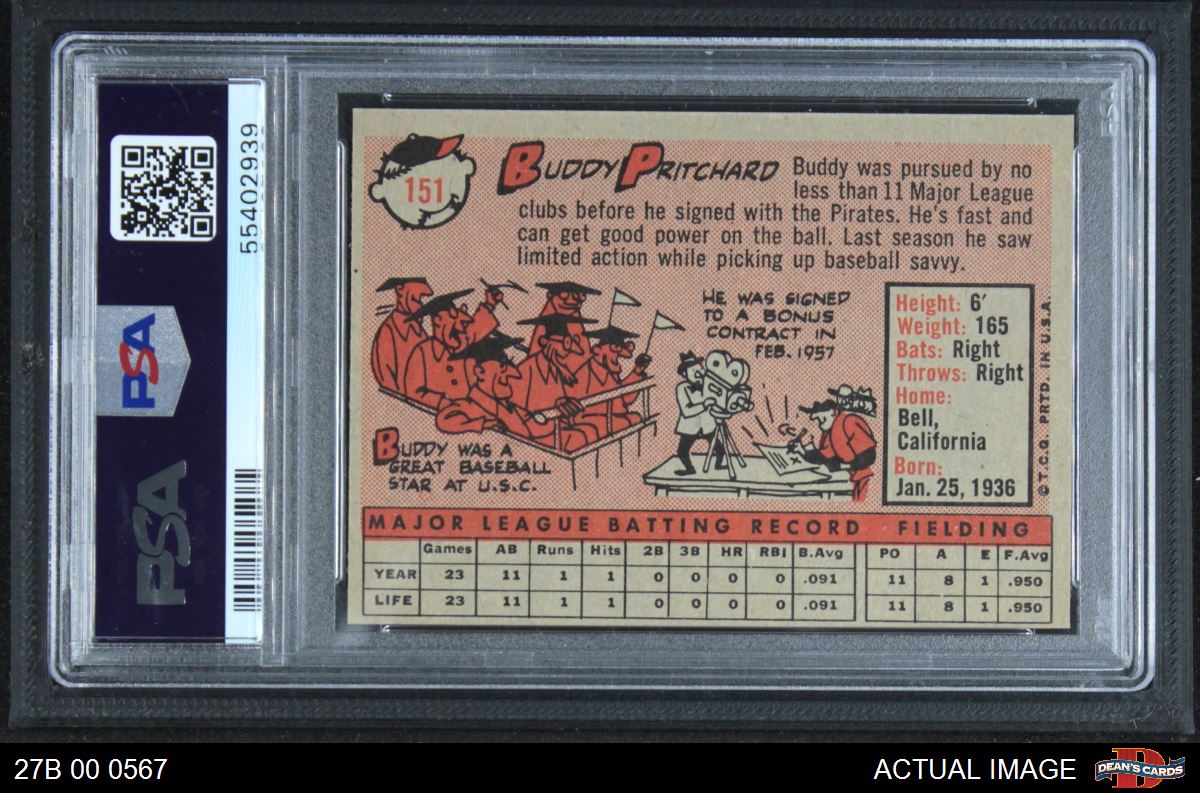 55402939
PSA
PSA
151
BUDDY PRITCHARD
Buddy was pursued by no
less than 11 Major League
clubs before he signed with the Pirates. He's fast and
can get good power on the ball. Last season he saw
limited action while picking up baseball savvy.
HE WAS SIGNED
TO A BONUS
CONTRACT IN
FEB. 1957
BUDDY WAS A
GREAT BASEBALL
STAR AT U.S.C.
Height: 6'
Weight: 165
Bats: Right
Throws: Right
Home:
Bell,
California
Born:
Jan. 25, 1936
© T.C.G. PRTD. IN U.S.A.
MAJOR LEAGUE BATTING RECORD FIELDING
Games AB Runs Hits 2B 3B HR RBI B.Avg PO A E F.Avg
YEAR 23 11 1 1 0 0 0 0 .091 11 8 1 .950
LIFE 23 11 1 1 0 0 0 0 .091 11 8 1 .950
27B 00 0567
ACTUAL IMAGE
DEAN'S CARDS